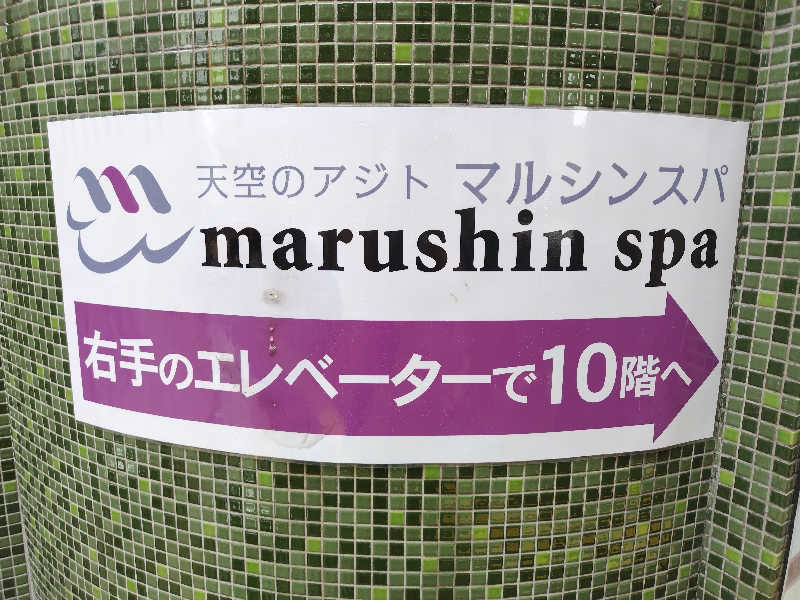 天空のアジト マルシンスパ
marushin spa
右手のエレベーターで10階へ